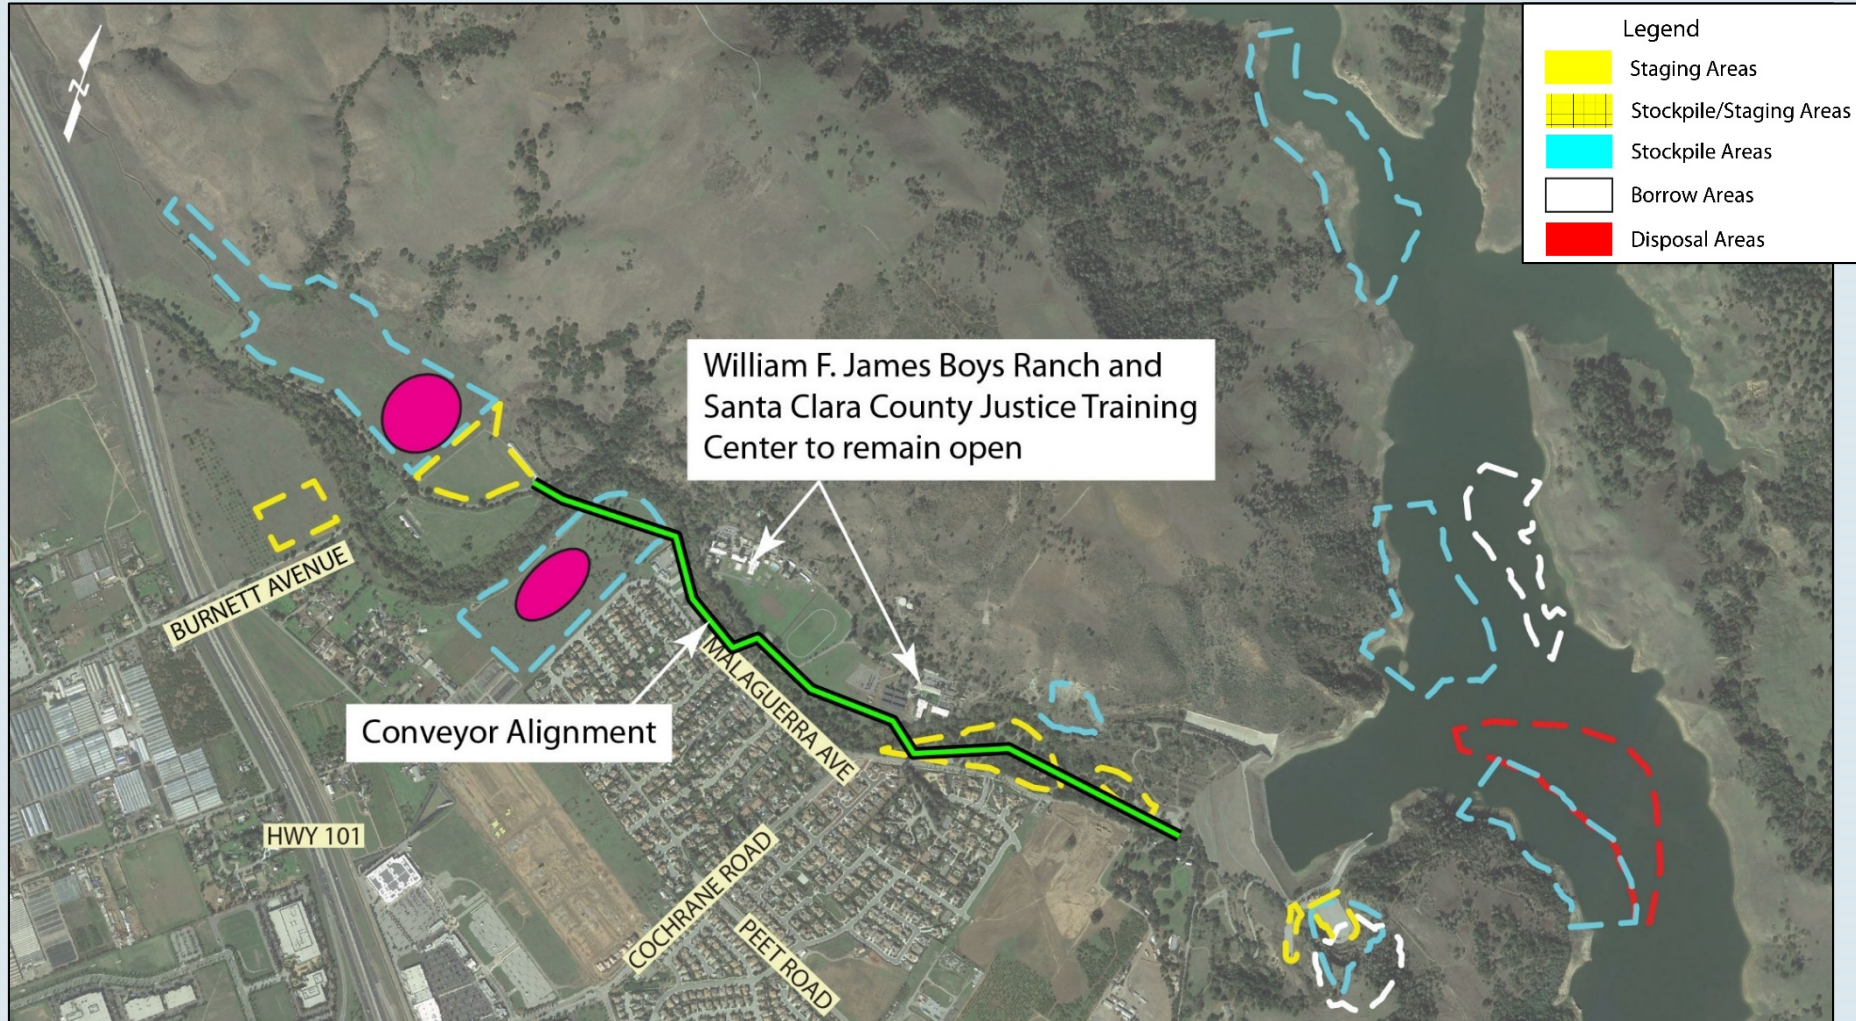 Legend
Staging Areas
Stockpile/Staging Areas
Stockpile Areas
Borrow Areas
Disposal Areas
N
William F. James Boys Ranch and
Santa Clara County Justice Training
Center to remain open
BURNETT AVENUE
Conveyor Alignment
MALAGUERRA AVE
HWY 101
COCHRANE ROAD
PEET ROAD